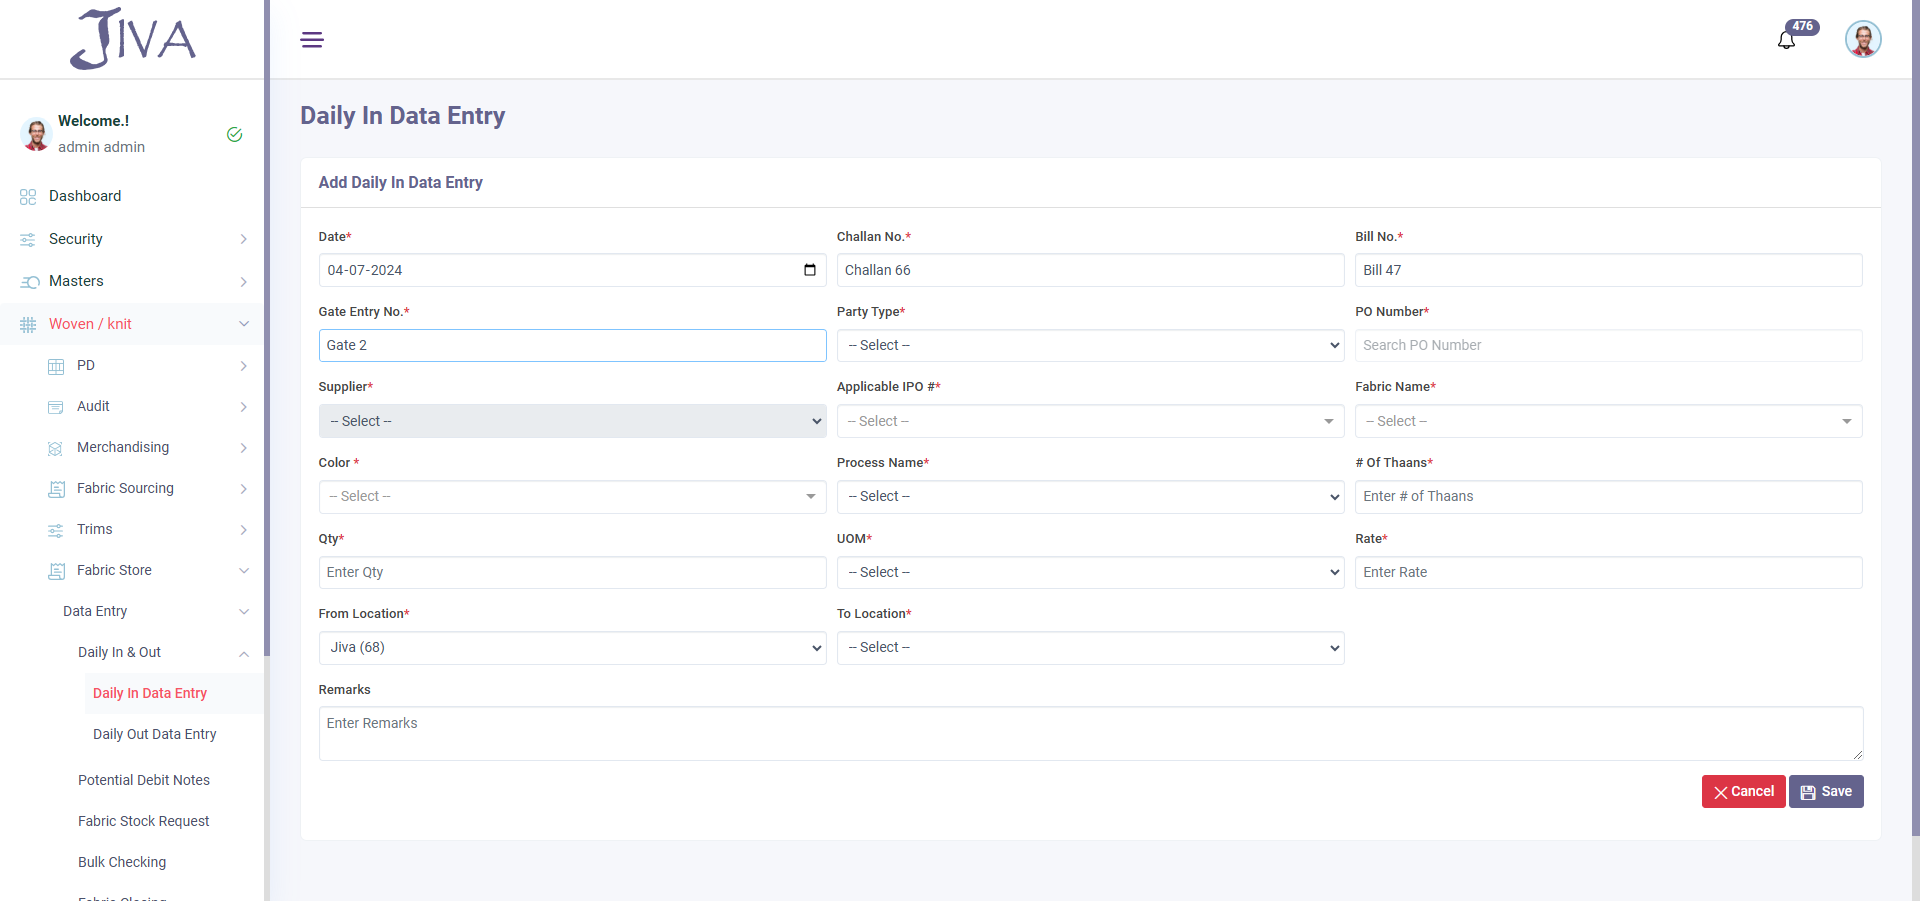 JIVA
476
Welcome.!
admin admin
Dashboard
Security
Masters
Woven / knit
PD
Audit
Merchandising
Fabric Sourcing
Trims
Fabric Store
Data Entry
Daily In & Out
Daily In Data Entry
Daily Out Data Entry
Potential Debit Notes
Fabric Stock Request
Bulk Checking
Fabric Closing
Daily In Data Entry
Add Daily In Data Entry
Date* Challan No.* Bill No.*
04-07-2024 Challan 66 Bill 47
Gate Entry No.* Party Type* PO Number*
Gate 2 -- Select -- Search PO Number
Supplier* Applicable IPO #* Fabric Name*
-- Select -- -- Select -- -- Select --
Color * Process Name* # Of Thaans*
-- Select -- -- Select -- Enter # of Thaans
Qty* UOM* Rate*
Enter Qty -- Select -- Enter Rate
From Location* To Location*
Jiva (68) -- Select --
Remarks
Enter Remarks
Cancel Save